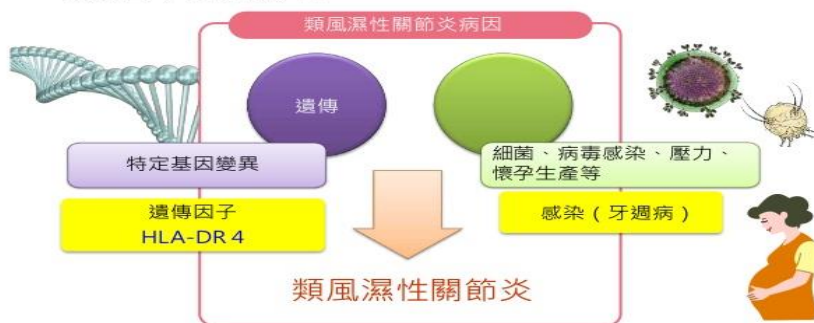 類風濕性關節炎病因
遺傳
特定基因變異
細菌、病毒感染、壓力、
懷孕生產等
遺傳因子
HLA-DR 4
感染（牙週病）
類風濕性關節炎